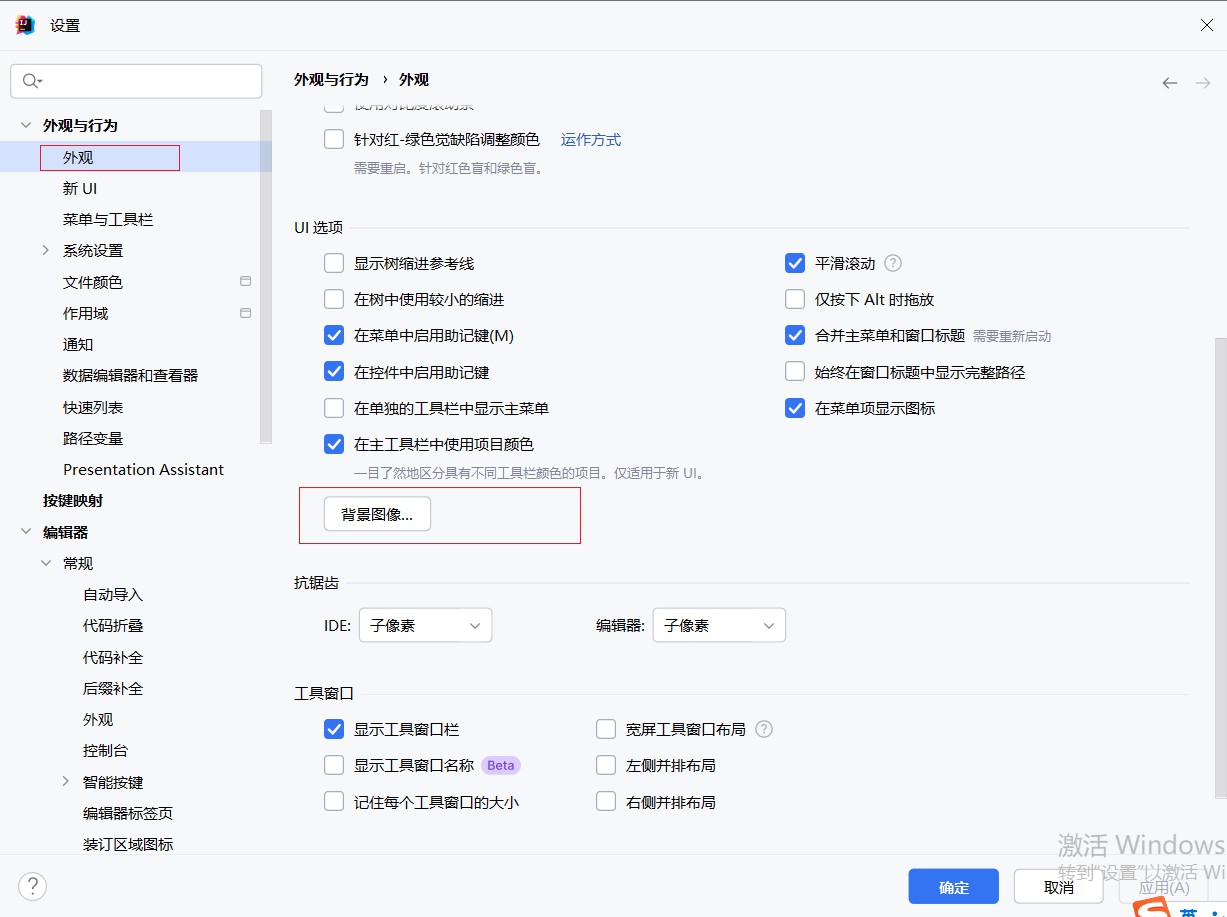 设置
外观与行为 › 外观
外观与行为
外观
新 UI
菜单与工具栏
系统设置
文件颜色
作用域
通知
数据编辑器和查看器
快速列表
路径变量
Presentation Assistant
按键映射
编辑器
常规
自动导入
代码折叠
代码补全
后缀补全
外观
控制台
智能按键
编辑器标签页
装订区域图标
使用对比度滚动条
针对红-绿色觉缺陷调整颜色 运作方式
需要重启。针对红色盲和绿色盲。
UI 选项
显示树缩进参考线
平滑滚动 ?
在树中使用较小的缩进
仅按下 Alt 时拖放
在菜单中启用助记键(M)
合并主菜单和窗口标题 需要重新启动
在控件中启用助记键
始终在窗口标题中显示完整路径
在单独的工具栏中显示主菜单
在菜单项显示图标
在主工具栏中使用项目颜色
一目了然地区分具有不同工具栏颜色的项目。仅适用于新 UI。
背景图像...
抗锯齿
IDE: 子像素
编辑器: 子像素
工具窗口
显示工具窗口栏
宽屏工具窗口布局 ?
显示工具窗口名称 Beta
左侧并排布局
记住每个工具窗口的大小
右侧并排布局
激活 Windows
转到"设置"以激活 Wi
? 
确定
取消
应用(A)
英